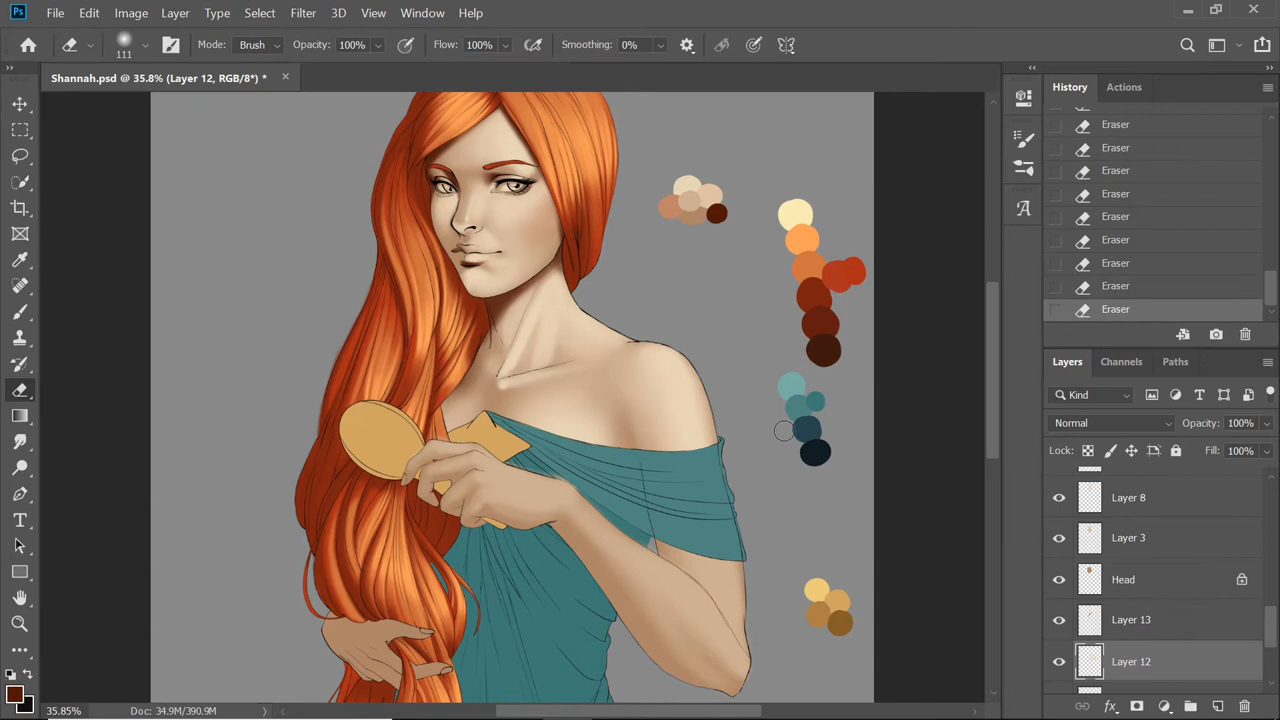 Ps File Edit Image Layer Type Select Filter 3D View Window Help
111 Mode: Brush Opacity: 100% Flow: 100% Smoothing: 0%
Shannah.psd @ 35.8% (Layer 12, RGB/8*) *
History Actions
Eraser
Eraser
Eraser
Eraser
Eraser
Eraser
Eraser
Eraser
Eraser
Layers Channels Paths
Kind
Normal Opacity: 100%
Lock: Fill: 100%
Layer 8
Layer 3
Head
Layer 13
Layer 12
35.85% Doc: 34.9M/390.9M